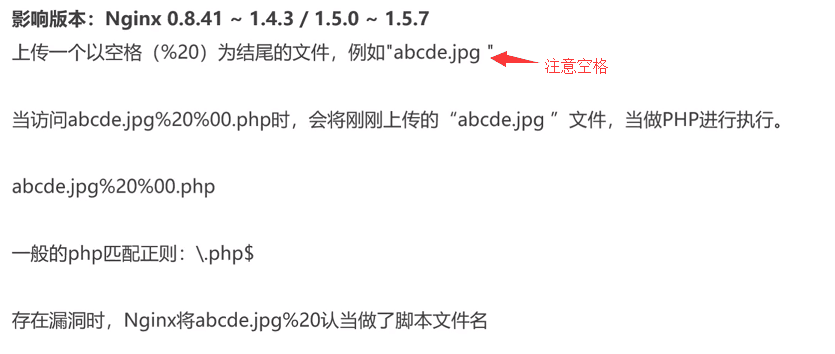 影响版本：Nginx 0.8.41 ~ 1.4.3 / 1.5.0 ~ 1.5.7
上传一个以空格（%20）为结尾的文件，例如"abcde.jpg "
注意空格
当访问abcde.jpg%20%00.php时，会将刚刚上传的“abcde.jpg ”文件，当做PHP进行执行。
abcde.jpg%20%00.php
一般的php匹配正则：\.php$
存在漏洞时，Nginx将abcde.jpg%20认当做了脚本文件名